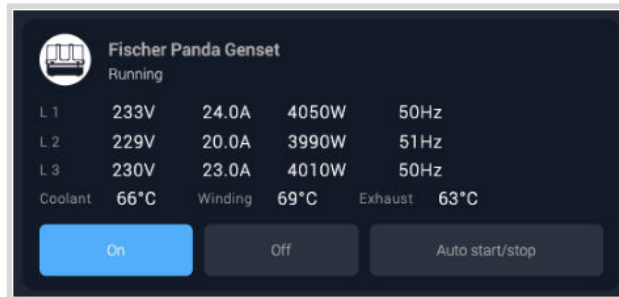 Fischer Panda Genset
Running
L 1 233V 24.0A 4050W 50Hz
L 2 229V 20.0A 3990W 51Hz
L 3 230V 23.0A 4010W 50Hz
Coolant 66°C Winding 69°C Exhaust 63°C
On Off Auto start/stop